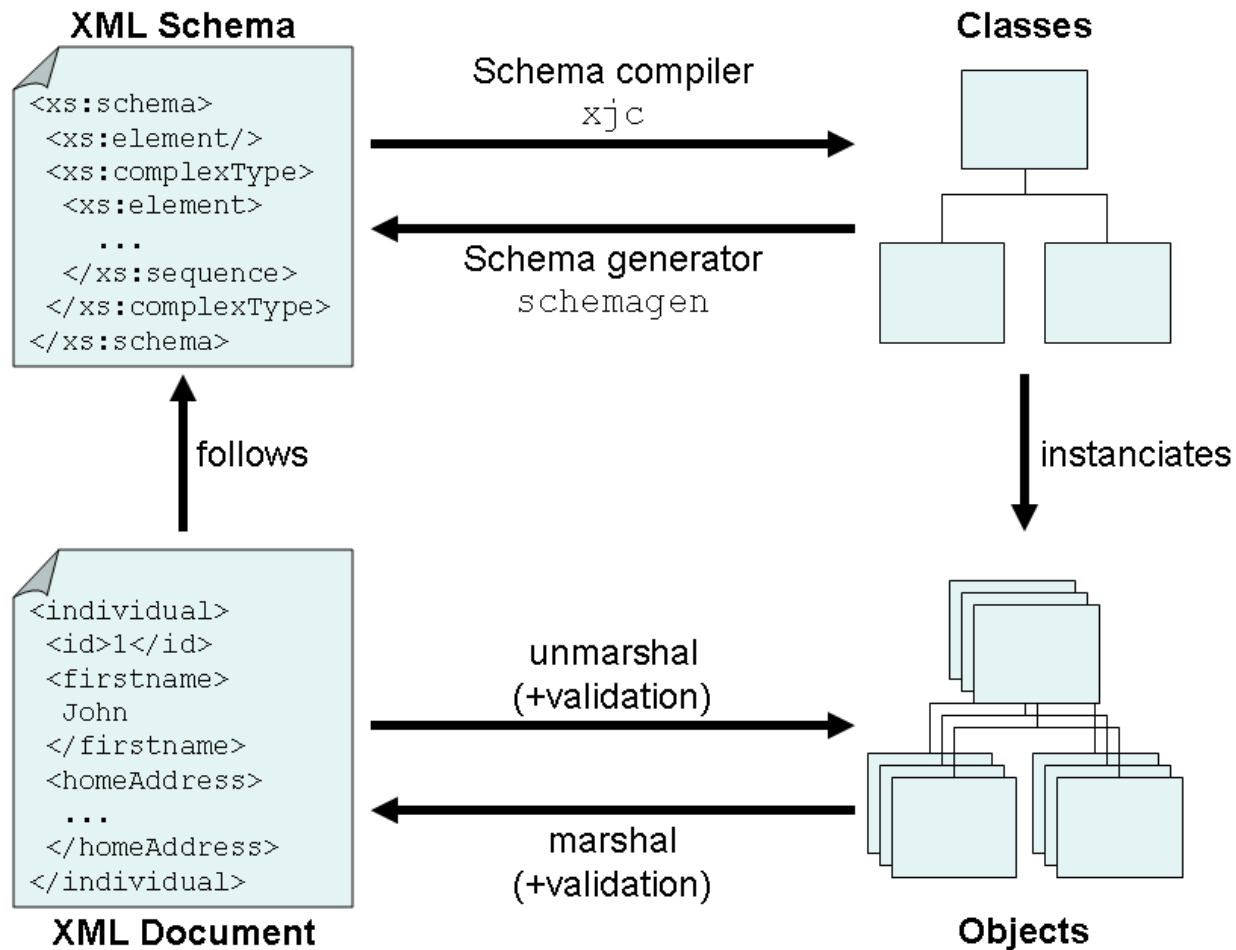 XML Schema
<xs:schema>
<xs:element/>
<xs:complexType>
<xs:element>
...
</xs:sequence>
</xs:complexType>
</xs:schema>
Schema compiler
xjc
Schema generator
schemagen
Classes
follows
instanciates
<individual>
<id>1</id>
<firstname>
John
</firstname>
<homeAddress>
...
</homeAddress>
</individual>
XML Document
unmarshal
(+validation)
marshal
(+validation)
Objects